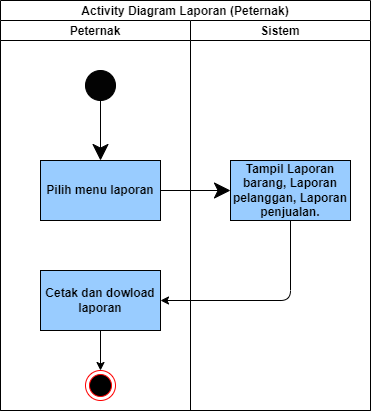 Activity Diagram Laporan (Peternak)
Peternak
Sistem
Pilih menu laporan
Tampil Laporan
barang, Laporan
pelanggan, Laporan
penjualan.
Cetak dan dowload
laporan